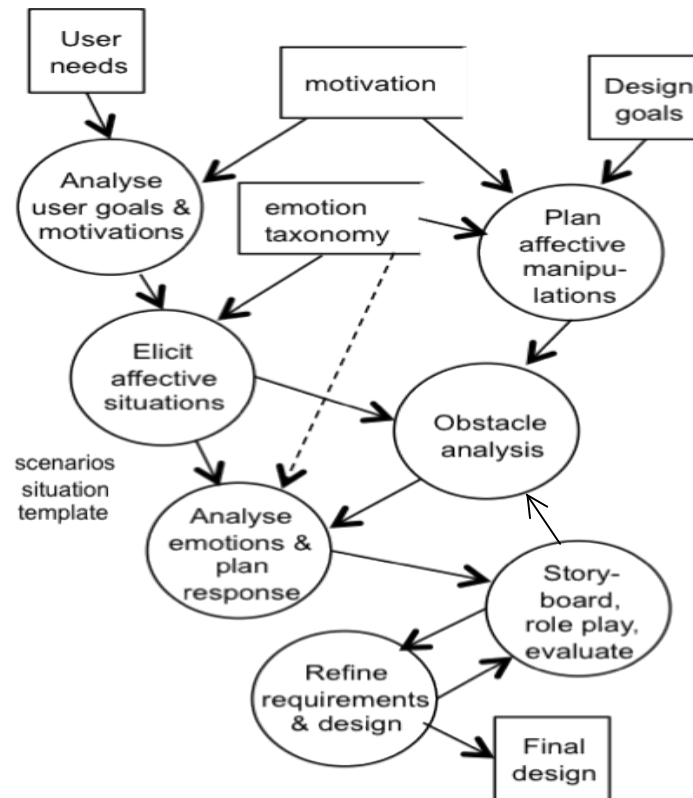 User
needs
motivation
Design
goals
Analyse
user goals &
motivations
emotion
taxonomy
Plan
affective
manipu-
lations
Elicit
affective
situations
Obstacle
analysis
scenarios
situation
template
Analyse
emotions &
plan
response
Story-
board,
role play,
evaluate
Refine
requirements
& design
Final
design